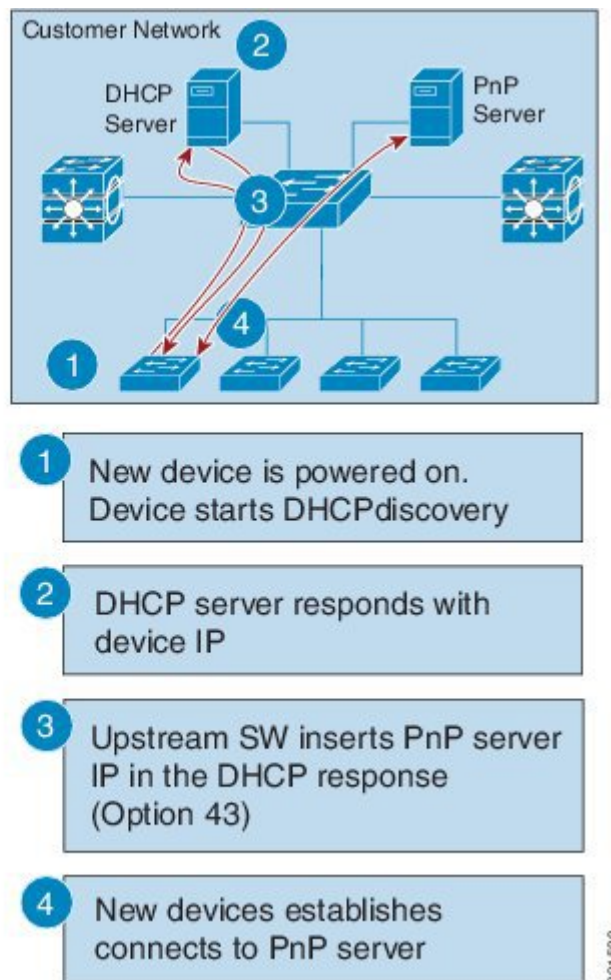 Customer Network
2
DHCP
Server
PnP
Server
3
4
1
1
New device is powered on.
Device starts DHCPdiscovery
2
DHCP server responds with
device IP
3
Upstream SW inserts PnP server
IP in the DHCP response
(Option 43)
4
New devices establishes
connects to PnP server